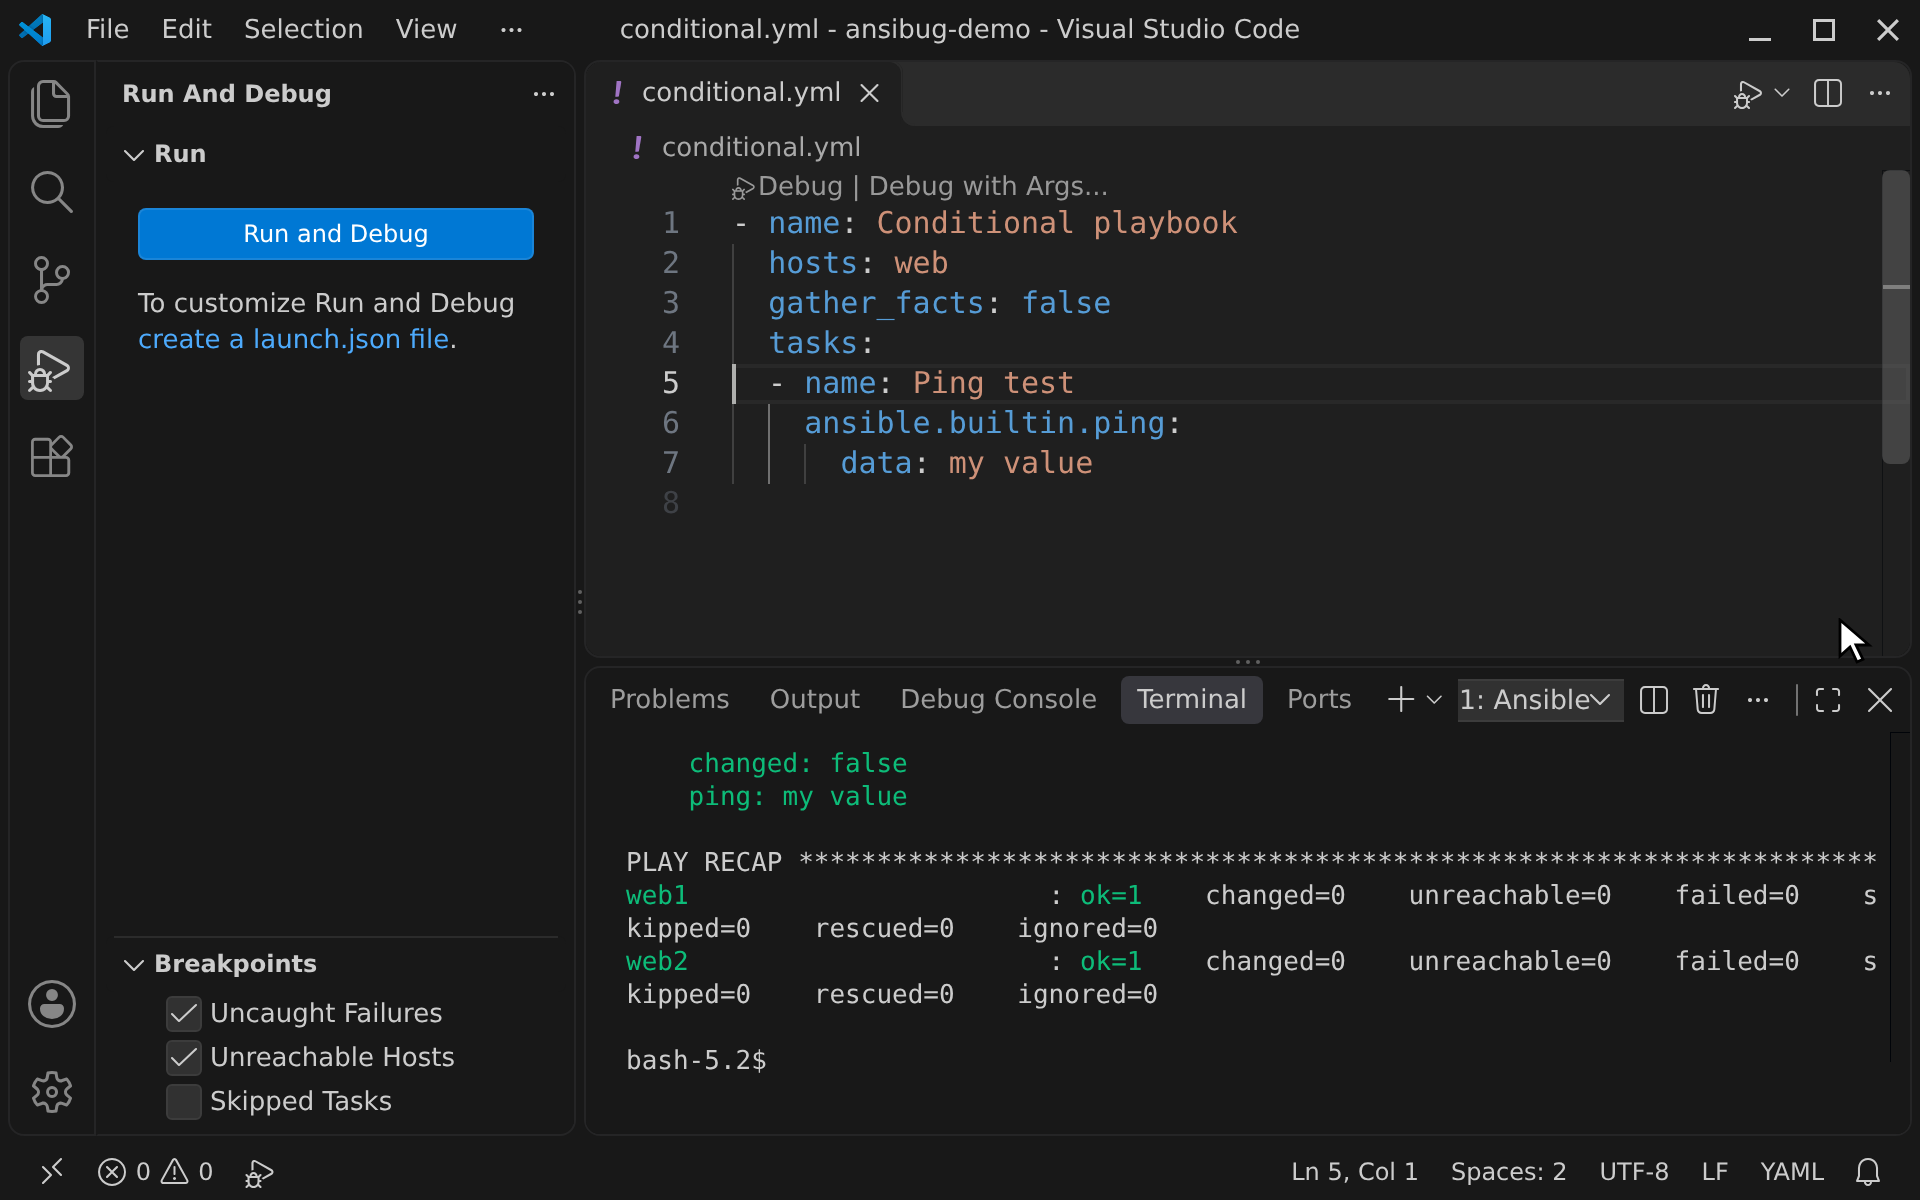 File Edit Selection View ... conditional.yml - ansibug-demo - Visual Studio Code
Run And Debug ...
Run
Run and Debug
To customize Run and Debug
create a launch.json file.
Breakpoints
Uncaught Failures
Unreachable Hosts
Skipped Tasks
! conditional.yml
! conditional.yml
Debug | Debug with Args...
1 - name: Conditional playbook
2 hosts: web
3 gather_facts: false
4 tasks:
5 - name: Ping test
6 ansible.builtin.ping:
7 data: my value
8
Problems Output Debug Console Terminal Ports 1: Ansible
changed: false
ping: my value
PLAY RECAP *********************************************************************
web1 : ok=1 changed=0 unreachable=0 failed=0 s
kipped=0 rescued=0 ignored=0
web2 : ok=1 changed=0 unreachable=0 failed=0 s
kipped=0 rescued=0 ignored=0
bash-5.2$
0 0 Ln 5, Col 1 Spaces: 2 UTF-8 LF YAML